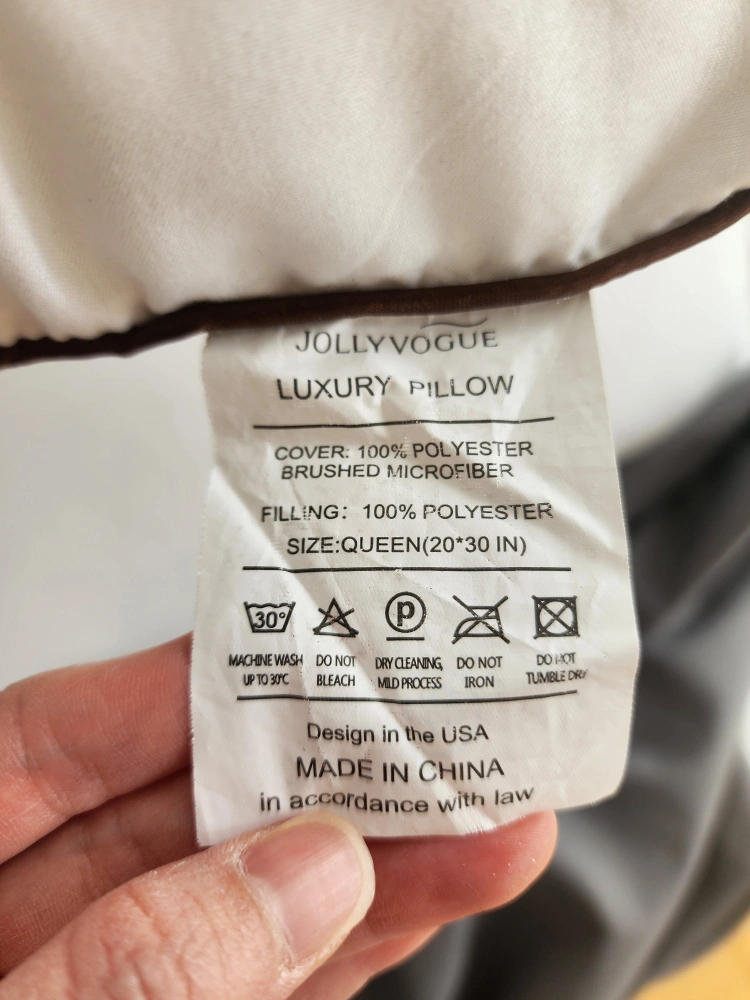 JOLLYVOGUE
LUXURY PILLOW
COVER: 100% POLYESTER
BRUSHED MICROFIBER
FILLING: 100% POLYESTER
SIZE:QUEEN(20*30 IN)
30° p
MACHINE WASH DO NOT DRY CLEANING, DO NOT DO NOT
UP TO 30℃ BLEACH MILD PROCESS IRON TUMBLE DRY
Design in the USA
MADE IN CHINA
in accordance with law